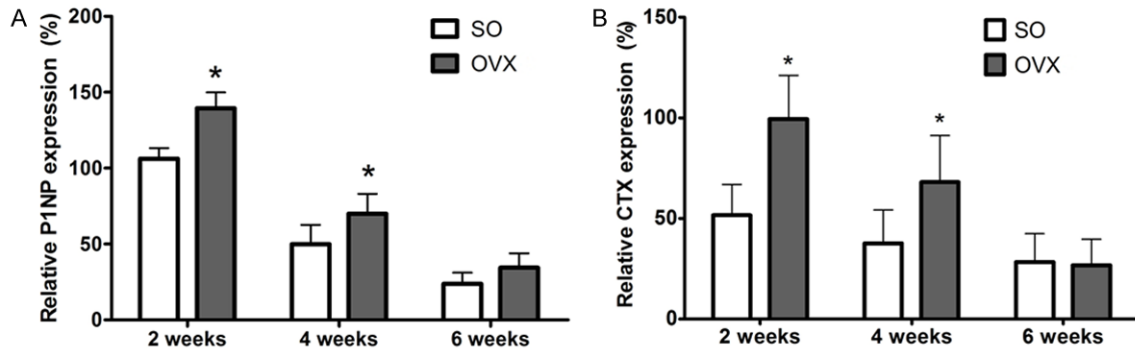 A
Relative P1NP expression (%)
200
150
100
50
0
*
*
SO
OVX
2 weeks
4 weeks
6 weeks
B
Relative CTX expression (%)
150
100
50
0
*
*
SO
OVX
2 weeks
4 weeks
6 weeks